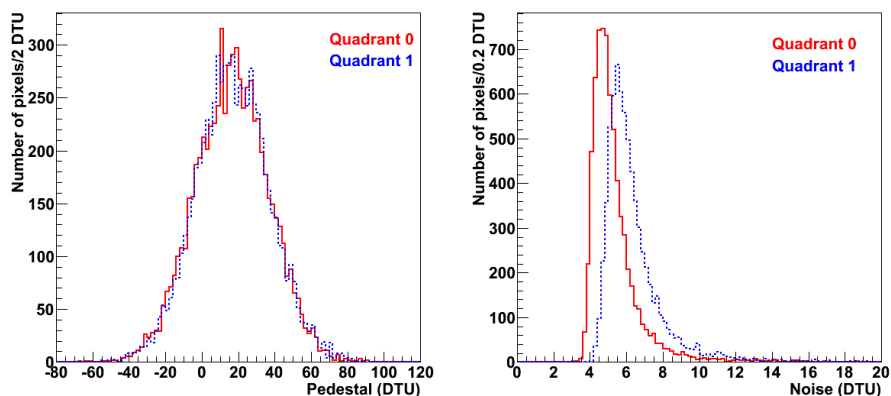 Number of pixels/2 DTU
300
250
200
150
100
50
0
Quadrant 0
Quadrant 1
-80 -60 -40 -20 0 20 40 60 80 100 120
Pedestal (DTU)
Number of pixels/0.2 DTU
700
600
500
400
300
200
100
0
Quadrant 0
Quadrant 1
0 2 4 6 8 10 12 14 16 18 20
Noise (DTU)